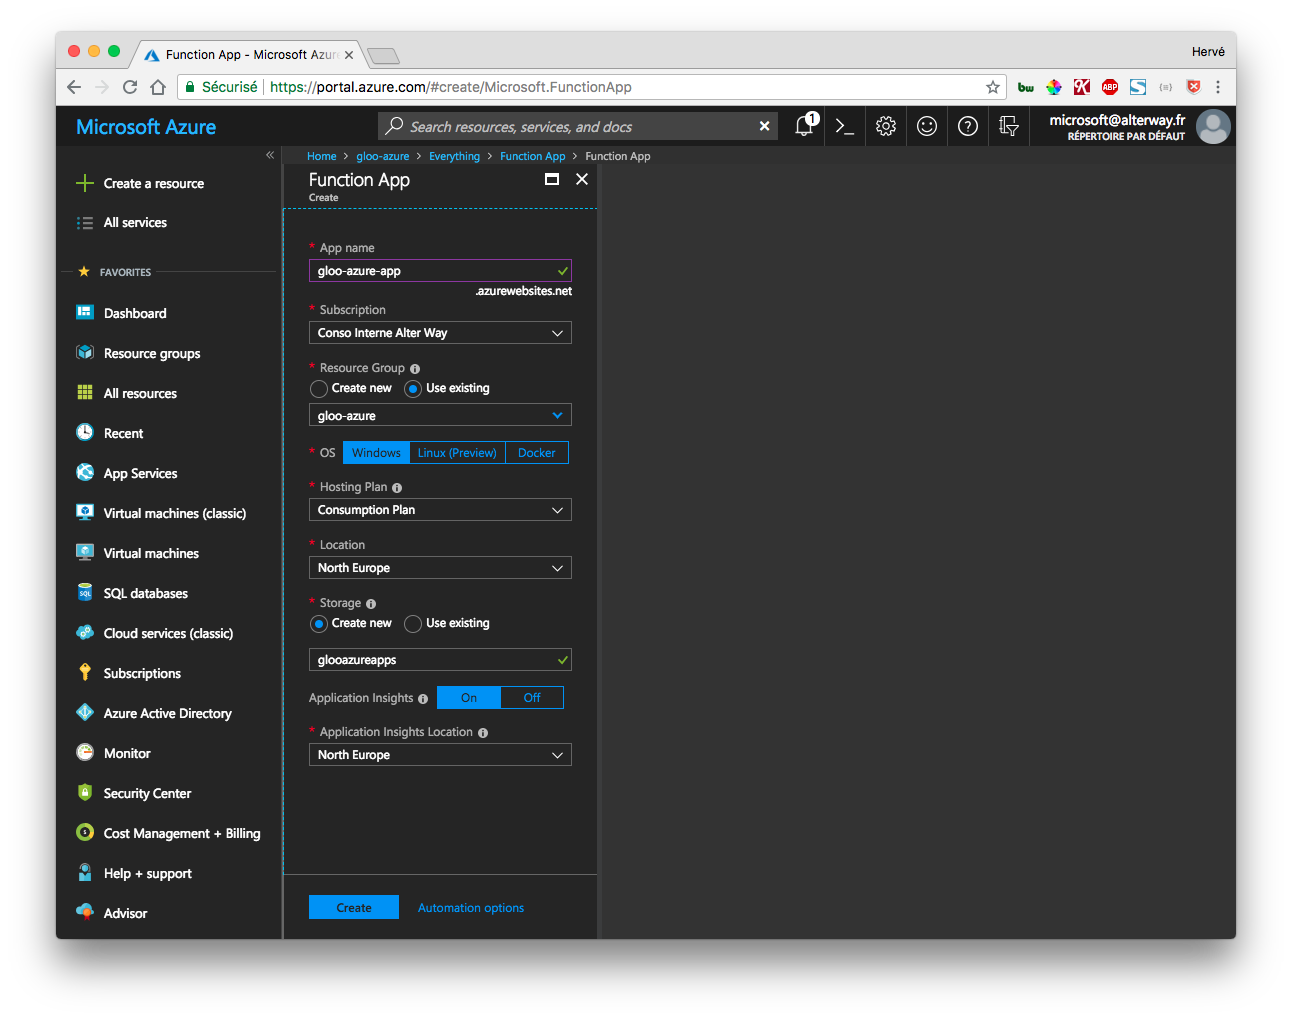 Function App - Microsoft Azur
Hervé
Sécurisé https://portal.azure.com/#create/Microsoft.FunctionApp
bw
ABP
S
Microsoft Azure
Search resources, services, and docs
1
microsoft@alterway.fr
RÉPERTOIRE PAR DÉFAUT
Create a resource
All services
FAVORITES
Dashboard
Resource groups
All resources
Recent
App Services
Virtual machines (classic)
Virtual machines
SQL databases
Cloud services (classic)
Subscriptions
Azure Active Directory
Monitor
Security Center
Cost Management + Billing
Help + support
Advisor
Home > gloo-azure > Everything > Function App > Function App
Function App
Create
* App name
gloo-azure-app
.azurewebsites.net
* Subscription
Conso Interne Alter Way
* Resource Group
Create new Use existing
gloo-azure
* OS Windows Linux (Preview) Docker
* Hosting Plan
Consumption Plan
* Location
North Europe
* Storage
Create new Use existing
glooazureapps
Application Insights On Off
* Application Insights Location
North Europe
Create Automation options